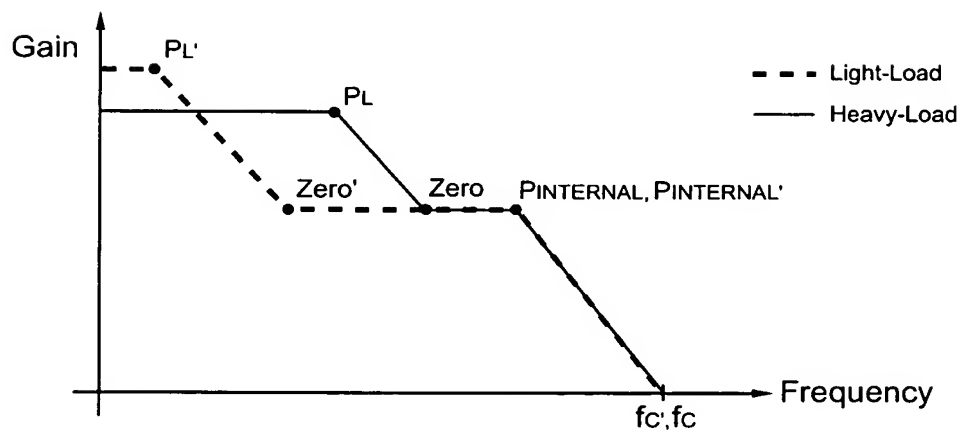 Gain
PL'
PL
Light-Load
Heavy-Load
Zero'
Zero
PINTERNAL, PINTERNAL'
Frequency
fC', fC